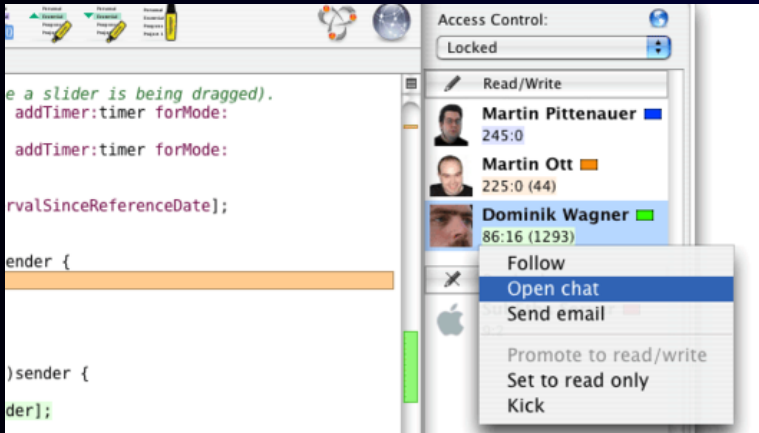 Access Control:
Locked
Read/Write
Martin Pittenauer
245:0
Martin Ott
225:0 (44)
Dominik Wagner
86:16 (1293)
Follow
Open chat
Send email
Promote to read/write
Set to read only
Kick
e a slider is being dragged).
addTimer:timer forMode:
addTimer:timer forMode:
rvalSinceReferenceDate];
ender {
)sender {
der];